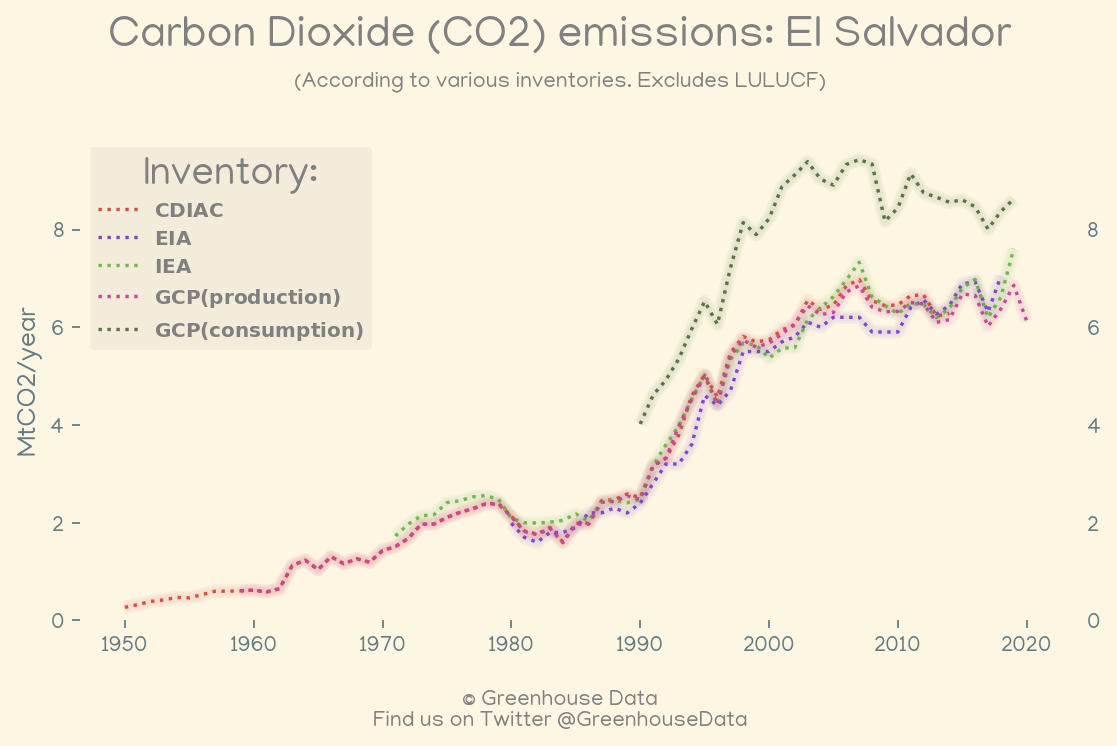 Carbon Dioxide (CO2) emissions: El Salvador
(According to various inventories. Excludes LULUCF)
Inventory:
CDIAC
EIA
IEA
GCP(production)
GCP(consumption)
MtCO2/year
8
6
4
2
0
8
6
4
2
0
1950 1960 1970 1980 1990 2000 2010 2020
© Greenhouse Data
Find us on Twitter @GreenhouseData